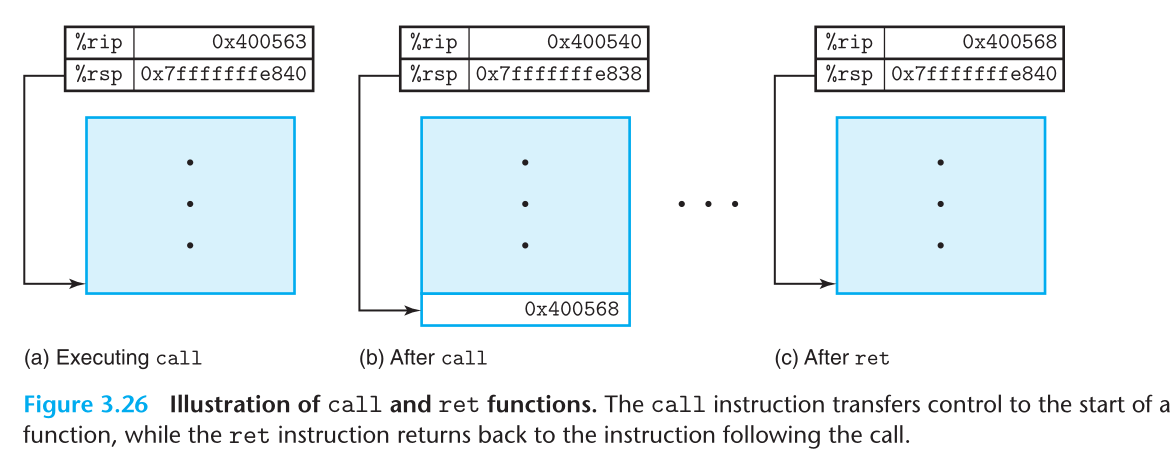 %rip 0x400563
%rsp 0x7fffffffe840
(a) Executing call
%rip 0x400540
%rsp 0x7fffffffe838
0x400568
(b) After call
. . .
%rip 0x400568
%rsp 0x7fffffffe840
(c) After ret
Figure 3.26 Illustration of call and ret functions. The call instruction transfers control to the start of a
function, while the ret instruction returns back to the instruction following the call.